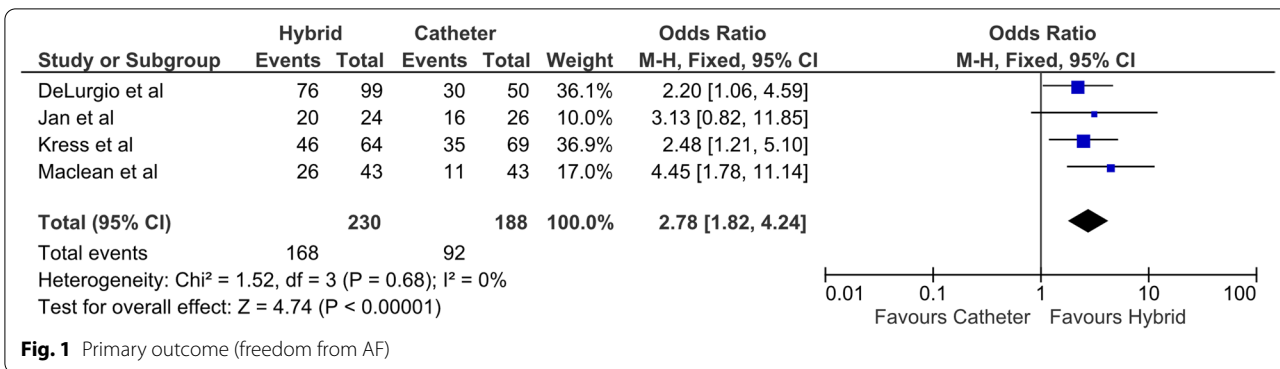 Hybrid Catheter Odds Ratio Odds Ratio
Study or Subgroup Events Total Events Total Weight M-H, Fixed, 95% CI M-H, Fixed, 95% CI
DeLurgio et al 76 99 30 50 36.1% 2.20 [1.06, 4.59]
Jan et al 20 24 16 26 10.0% 3.13 [0.82, 11.85]
Kress et al 46 64 35 69 36.9% 2.48 [1.21, 5.10]
Maclean et al 26 43 11 43 17.0% 4.45 [1.78, 11.14]
Total (95% CI) 230 188 100.0% 2.78 [1.82, 4.24]
Total events 168 92
Heterogeneity: Chi² = 1.52, df = 3 (P = 0.68); I² = 0%
Test for overall effect: Z = 4.74 (P < 0.00001)
0.01 0.1 1 10 100
Favours Catheter Favours Hybrid
Fig. 1 Primary outcome (freedom from AF)